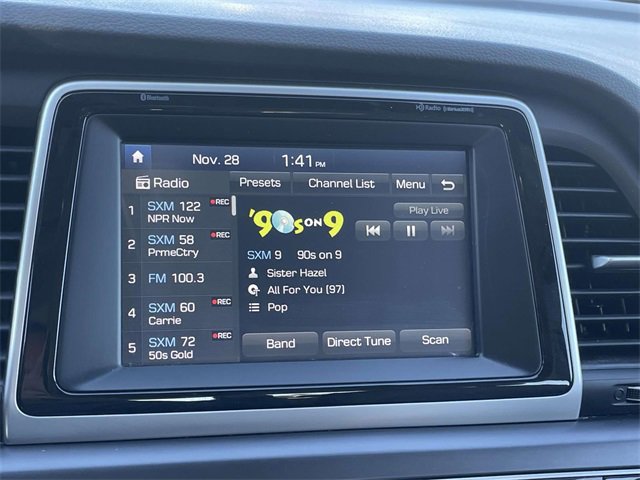 Bluetooth
HD Radio (((SiriusXM)))
Nov. 28 1:41 PM
Radio Presets Channel List Menu
1 SXM 122 REC
NPR Now
2 SXM 58 REC
PrmeCtry
3 FM 100.3
4 SXM 60 REC
Carrie
5 SXM 72 REC
50s Gold
Play Live
'90s ON 9
SXM 9 90s on 9
Sister Hazel
All For You (97)
Pop
Band Direct Tune Scan